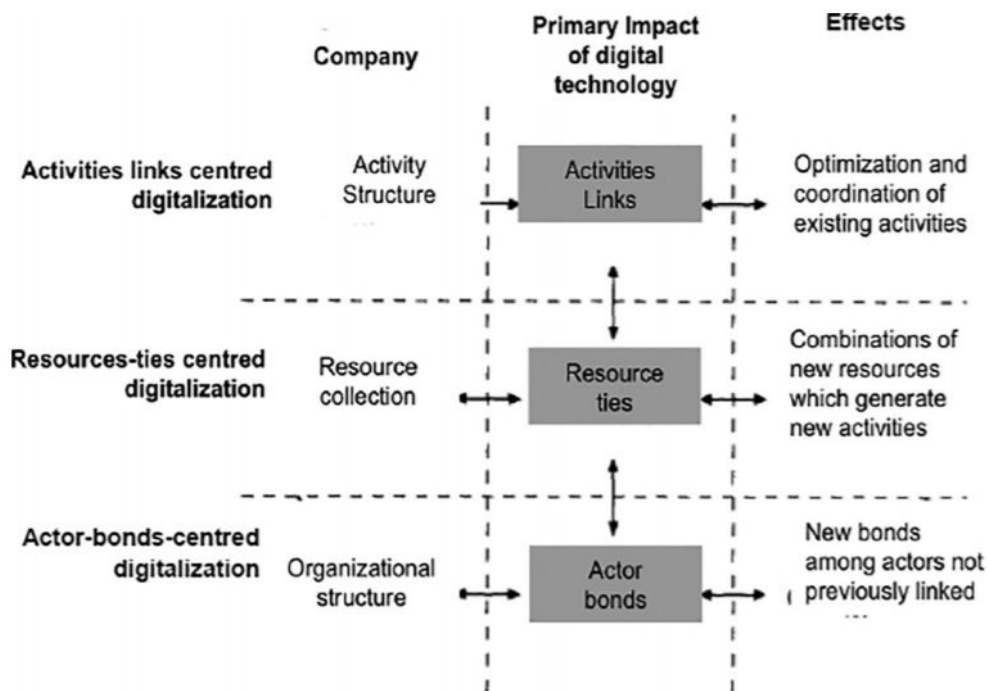 Company
Primary Impact
of digital
technology
Effects
Activities links centred
digitalization
Activity
Structure
Activities
Links
Optimization and
coordination of
existing activities
Resources-ties centred
digitalization
Resource
collection
Resource
ties
Combinations of
new resources
which generate
new activities
Actor-bonds-centred
digitalization
Organizational
structure
Actor
bonds
New bonds
among actors not
previously linked